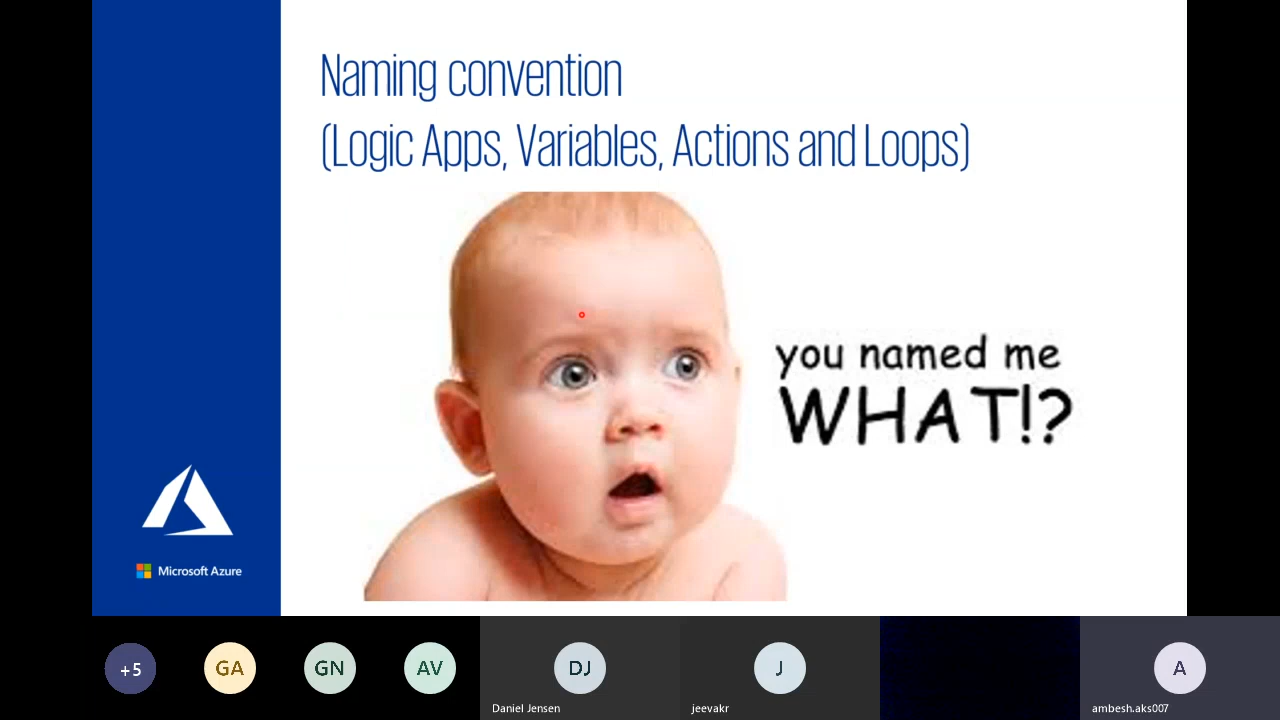 Naming convention
(Logic Apps, Variables, Actions and Loops)
you named me
WHAT!?
Microsoft Azure
+5
GA
GN
AV
DJ
J
A
Daniel Jensen
jeevakr
ambesh.aks007